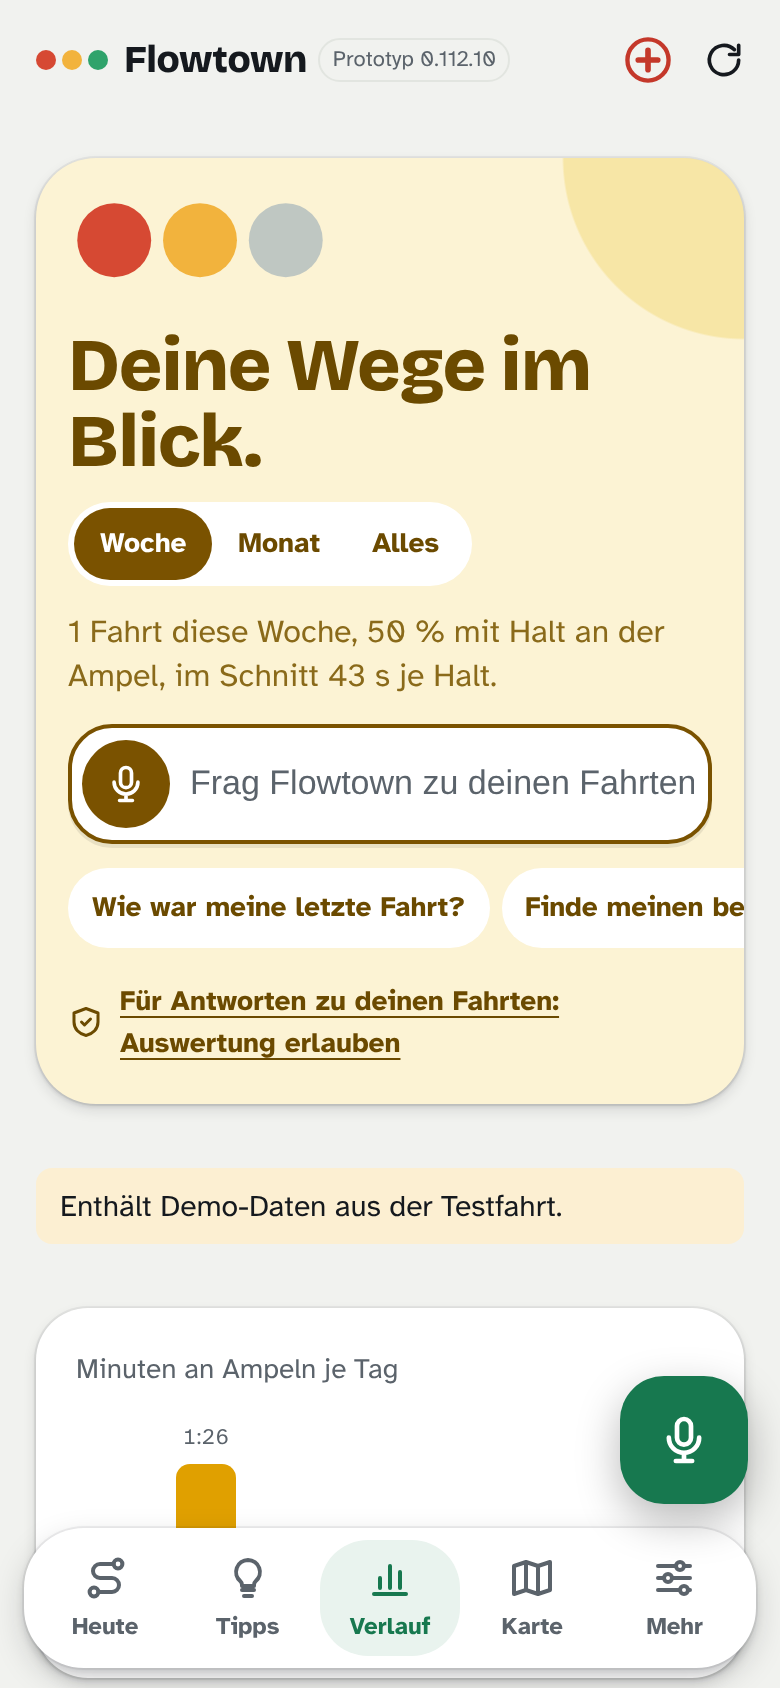 Flowtown
Prototyp 0.112.10
Deine Wege im
Blick.
Woche
Monat
Alles
1 Fahrt diese Woche, 50 % mit Halt an der
Ampel, im Schnitt 43 s je Halt.
Frag Flowtown zu deinen Fahrten
Wie war meine letzte Fahrt?
Finde meinen be
Für Antworten zu deinen Fahrten:
Auswertung erlauben
Enthält Demo-Daten aus der Testfahrt.
Minuten an Ampeln je Tag
1:26
Heute
Tipps
Verlauf
Karte
Mehr